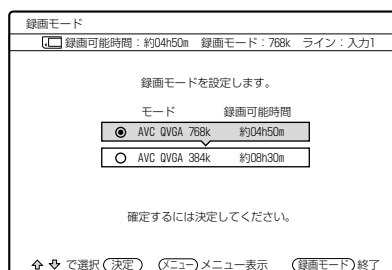 録画モード
録画可能時間：約04h50m 録画モード：768k ライン：入力1
録画モードを設定します。
モード 録画可能時間
AVC QVGA 768k 約04h50m
AVC QVGA 384k 約08h30m
確定するには決定してください。
で選択 決定 メニュー メニュー表示 録画モード 終了